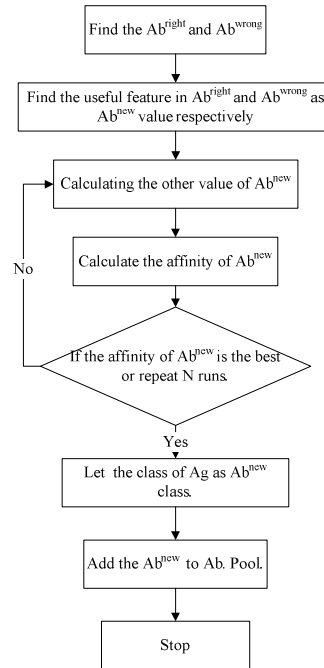 Find the Ab^right and Ab^wrong
Find the useful feature in Ab^right and Ab^wrong as
Ab^new value respectively
Calculating the other value of Ab^new
Calculate the affinity of Ab^new
No
If the affinity of Ab^new is the best
or repeat N runs.
Yes
Let the class of Ag as Ab^new
class.
Add the Ab^new to Ab. Pool.
Stop